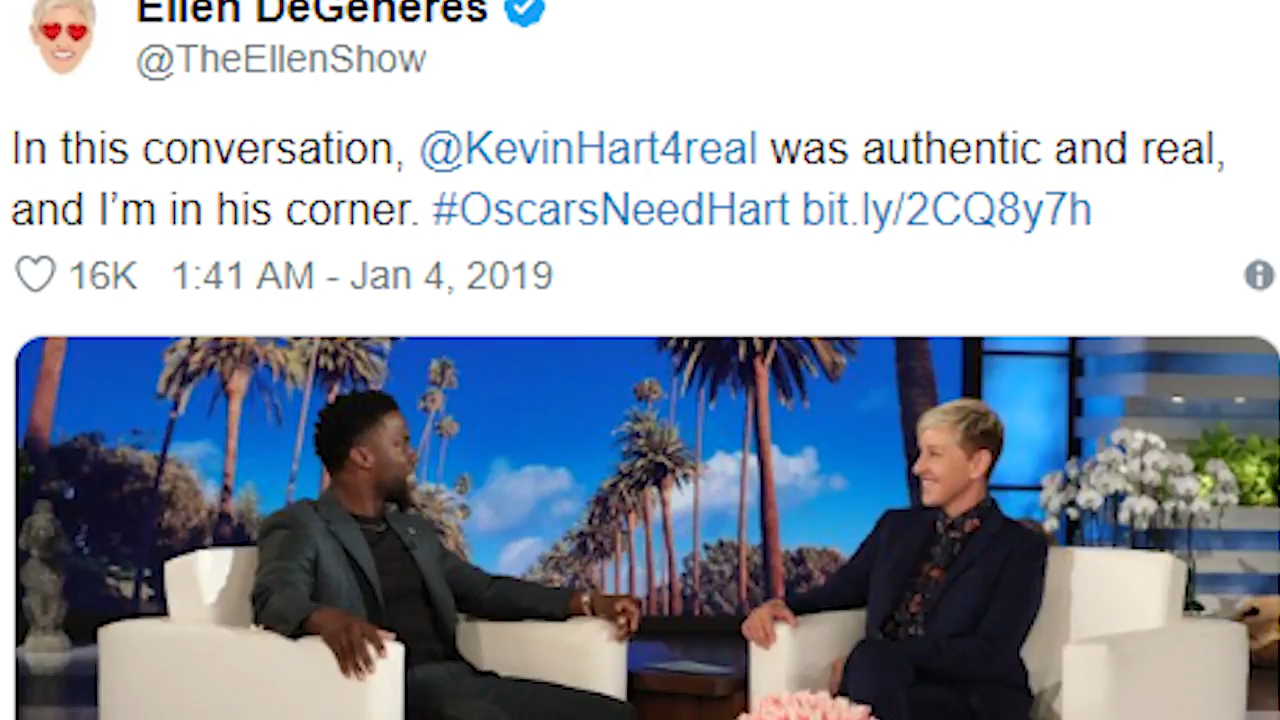 Ellen DeGeneres
@TheEllenShow
In this conversation, @KevinHart4real was authentic and real,
and I’m in his corner. #OscarsNeedHart bit.ly/2CQ8y7h
16K 1:41 AM - Jan 4, 2019